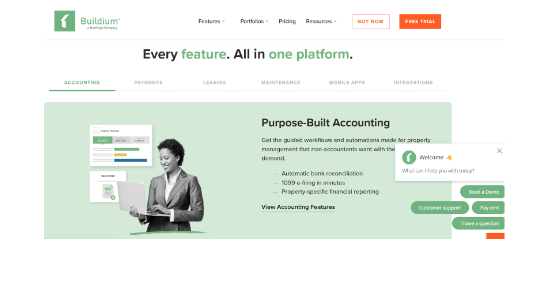 Buildium
A RealPage Company
Features
Portfolios
Pricing
Resources
BUY NOW
FREE TRIAL
Every feature. All in one platform.
ACCOUNTING
PAYMENTS
LEASING
MAINTENANCE
MOBILE APPS
INTEGRATIONS
Purpose-Built Accounting
Get the guided workflows and automations made for property
management that non-accountants want with the
demand.
— Automatic bank reconciliation
— 1099 e-filing in minutes
— Property-specific financial reporting
View Accounting Features
Welcome 👋
What can I help you with today?
Book a Demo
Customer support
Pay rent
I have a question